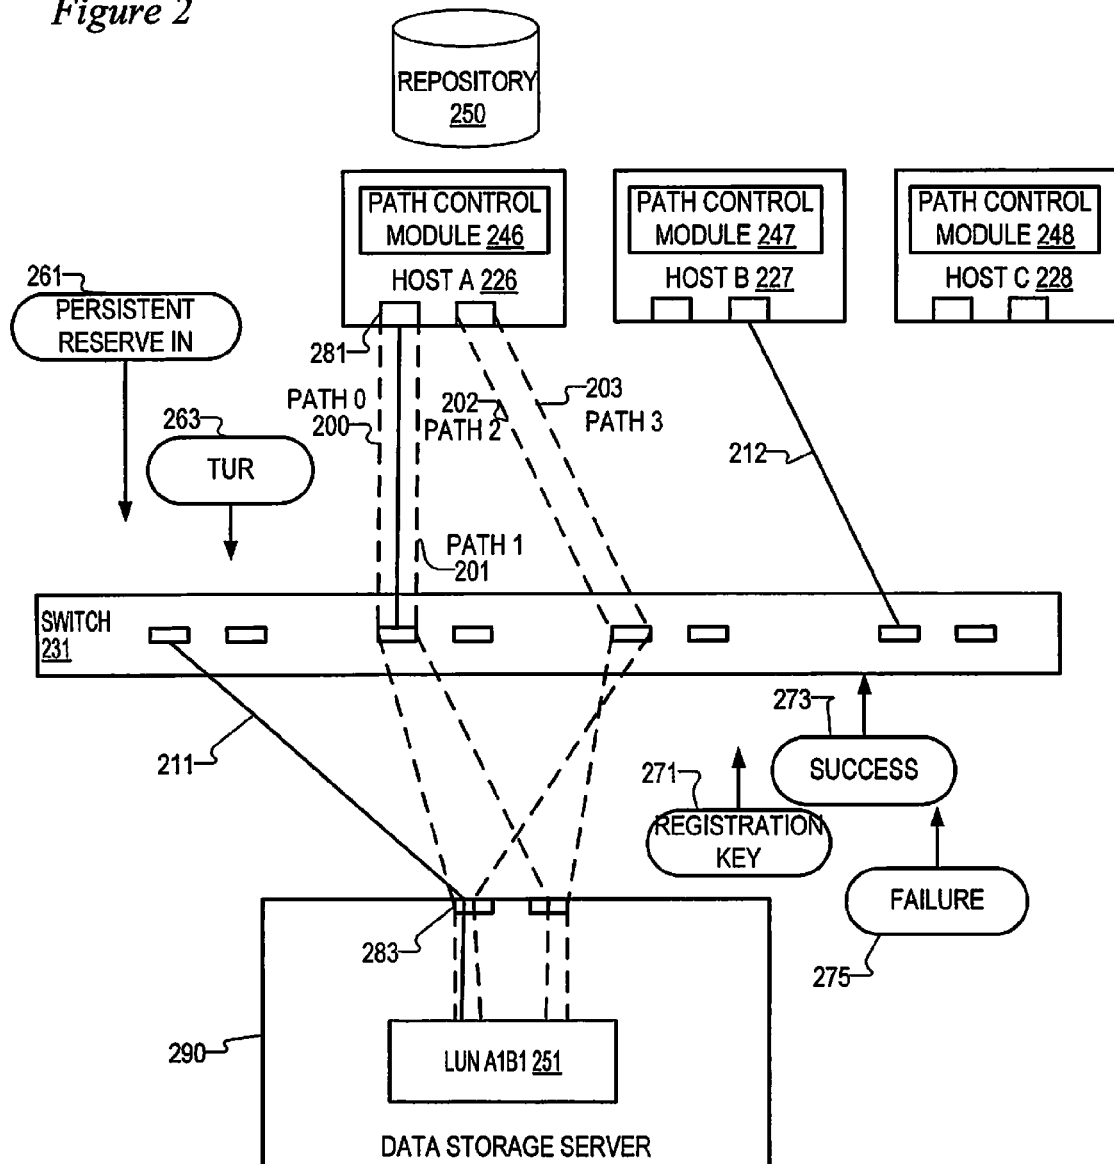 Figure 2
REPOSITORY
250
PATH CONTROL
MODULE 246
HOST A 226
PATH CONTROL
MODULE 247
HOST B 227
PATH CONTROL
MODULE 248
HOST C 228
261
PERSISTENT
RESERVE IN
281
263
TUR
PATH 0
200
202
PATH 2
203
PATH 3
212
PATH 1
201
SWITCH
231
211
273
SUCCESS
271
REGISTRATION
KEY
FAILURE
275
283
290
LUN A1B1 251
DATA STORAGE SERVER